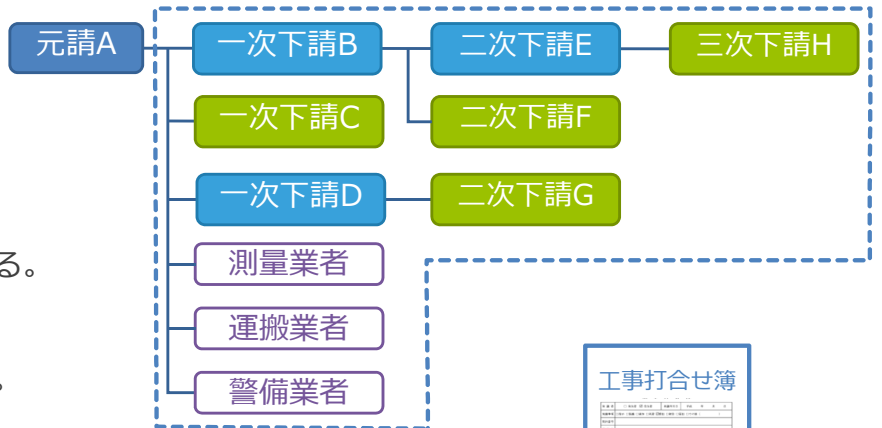 元請A
一次下請B
二次下請E
三次下請H
一次下請C
二次下請F
一次下請D
二次下請G
る。
測量業者
運搬業者
。
警備業者
工事打合せ簿